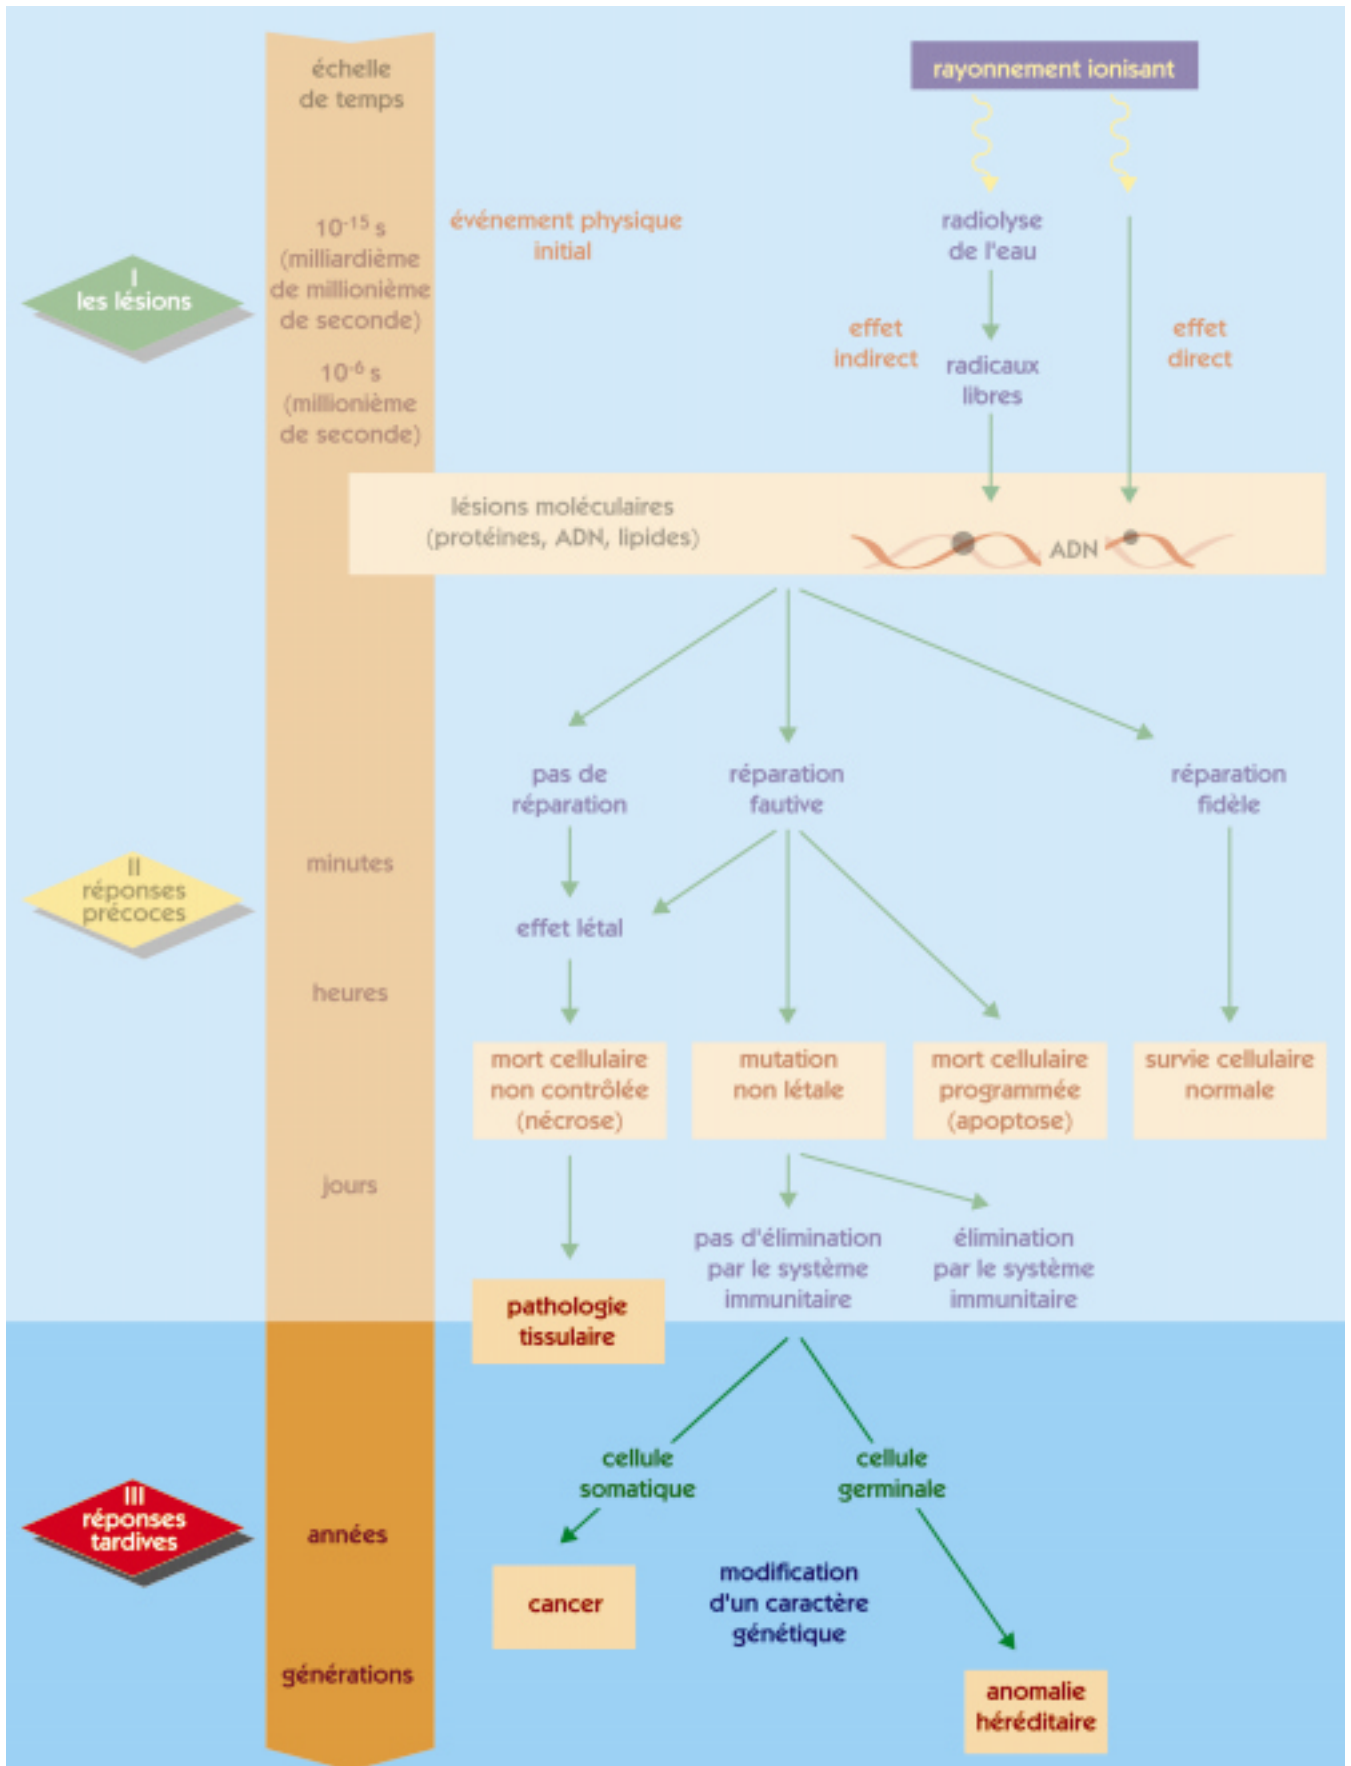 échelle
de temps
rayonnement ionisant
10-15 s
(milliardième
de millionième
de seconde)
événement physique
initial
radiolyse
de l'eau
I
les lésions
effet
indirect
effet
direct
radicaux
libres
10-6 s
(millionième
de seconde)
lésions moléculaires
(protéines, ADN, lipides)
ADN
pas de
réparation
réparation
fautive
réparation
fidèle
minutes
II
réponses
précoces
effet létal
heures
mort cellulaire
non contrôlée
(nécrose)
mutation
non létale
mort cellulaire
programmée
(apoptose)
survie cellulaire
normale
jours
pas d'élimination
par le système
immunitaire
élimination
par le système
immunitaire
pathologie
tissulaire
cellule
somatique
cellule
germinale
III
réponses
tardives
années
cancer
modification
d'un caractère
génétique
générations
anomalie
héréditaire